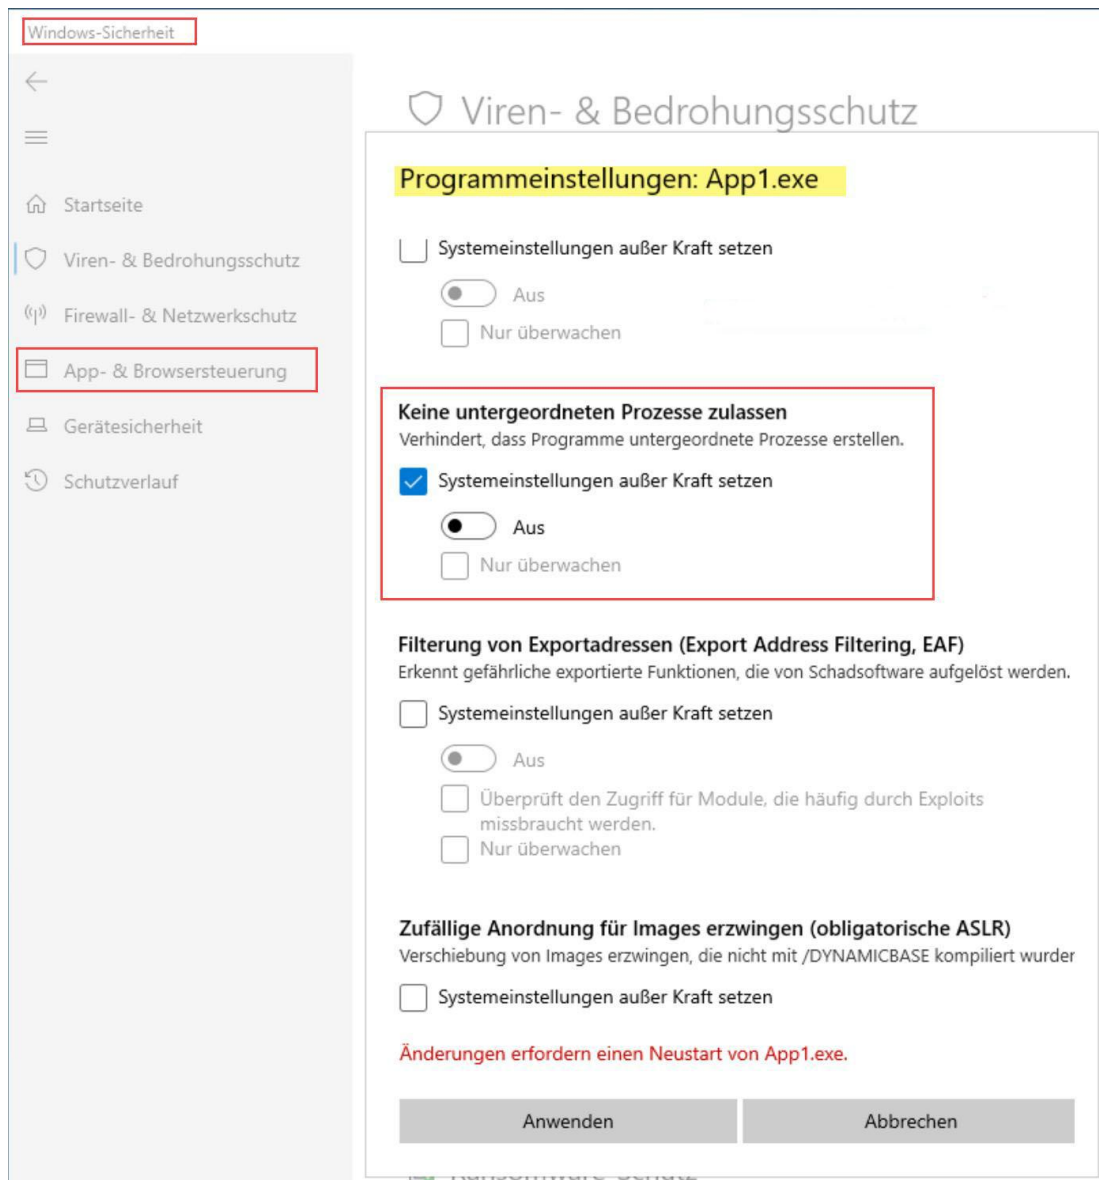 Windows-Sicherheit
Viren- & Bedrohungsschutz
Startseite
Viren- & Bedrohungsschutz
Firewall- & Netzwerkschutz
App- & Browsersteuerung
Gerätesicherheit
Schutzverlauf
Programmeinstellungen: App1.exe
Systemeinstellungen außer Kraft setzen
Aus
Nur überwachen
Keine untergeordneten Prozesse zulassen
Verhindert, dass Programme untergeordnete Prozesse erstellen.
Systemeinstellungen außer Kraft setzen
Aus
Nur überwachen
Filterung von Exportadressen (Export Address Filtering, EAF)
Erkennt gefährliche exportierte Funktionen, die von Schadsoftware aufgelöst werden.
Systemeinstellungen außer Kraft setzen
Aus
Überprüft den Zugriff für Module, die häufig durch Exploits
missbraucht werden.
Nur überwachen
Zufällige Anordnung für Images erzwingen (obligatorische ASLR)
Verschiebung von Images erzwingen, die nicht mit /DYNAMICBASE kompiliert wurder
Systemeinstellungen außer Kraft setzen
Änderungen erfordern einen Neustart von App1.exe.
Anwenden
Abbrechen
Ransomware-Schutz